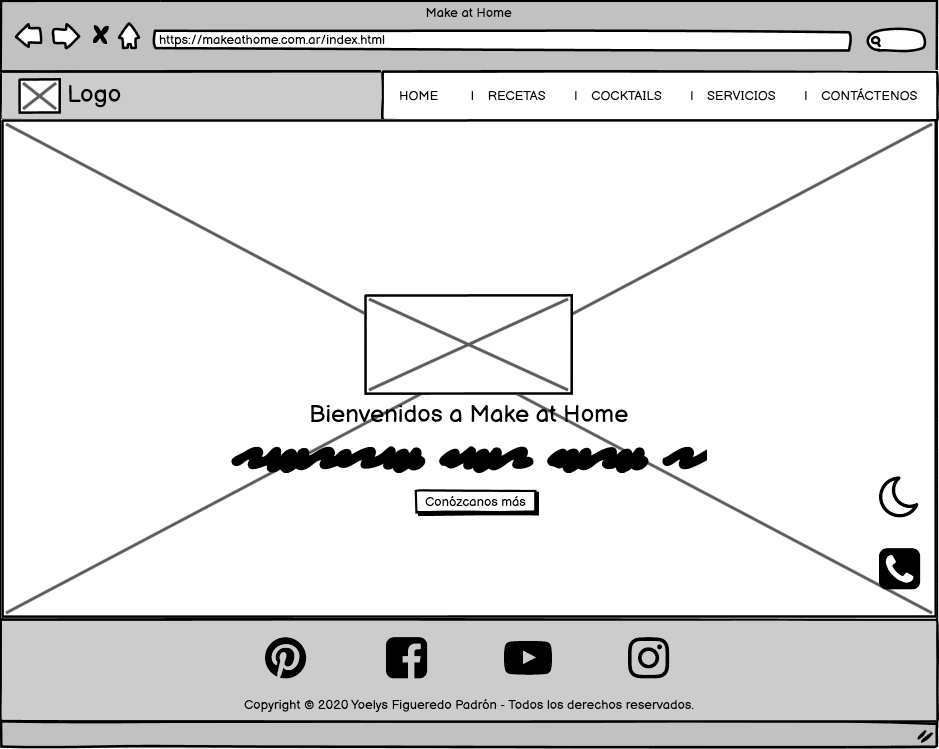 Make at Home
https://makeathome.com.ar/index.html
Logo
HOME | RECETAS | COCKTAILS | SERVICIOS | CONTÁCTENOS
Bienvenidos a Make at Home
Conózcanos más
Copyright © 2020 Yoelys Figueredo Padrón - Todos los derechos reservados.